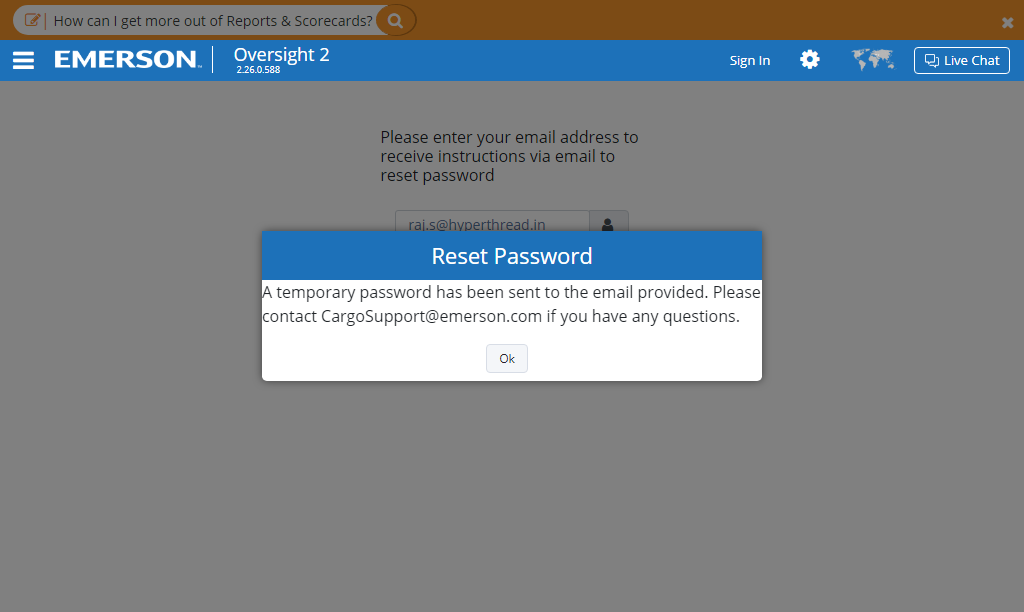 How can I get more out of Reports & Scorecards?
EMERSON™
Oversight 2
2.26.0.588
Sign In
Live Chat
Please enter your email address to
receive instructions via email to
reset password
raj.s@hyperthread.in
Reset Password
A temporary password has been sent to the email provided. Please
contact CargoSupport@emerson.com if you have any questions.
Ok